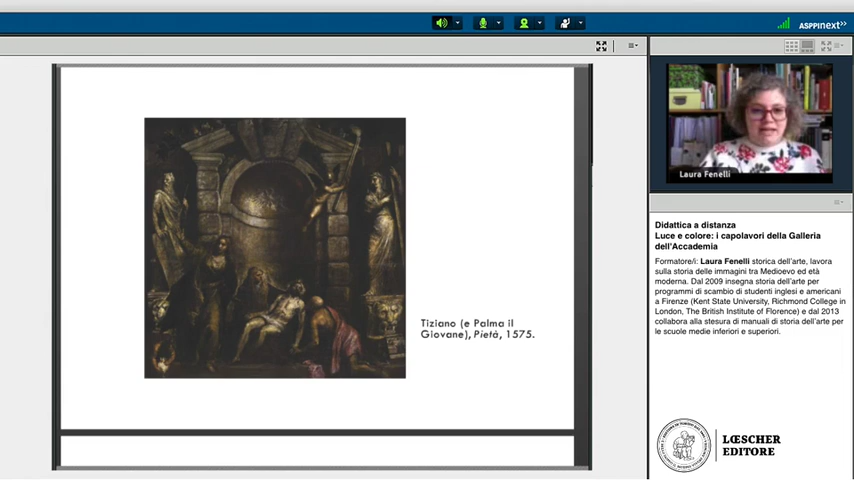 ASPPInext>>
Tiziano (e Palma il
Giovane), Pietà, 1575.
Laura Fenelli
Didattica a distanza
Luce e colore: i capolavori della Galleria
dell'Accademia
Formatore/i: Laura Fenelli storica dell'arte, lavora
sulla storia delle immagini tra Medioevo ed età
moderna. Dal 2009 insegna storia dell'arte per
programmi di scambio di studenti inglesi e americani
a Firenze (Kent State University, Richmond College in
London, The British Institute of Florence) e dal 2013
collabora alla stesura di manuali di storia dell'arte per
le scuole medie inferiori e superiori.
LŒSCHER
EDITORE